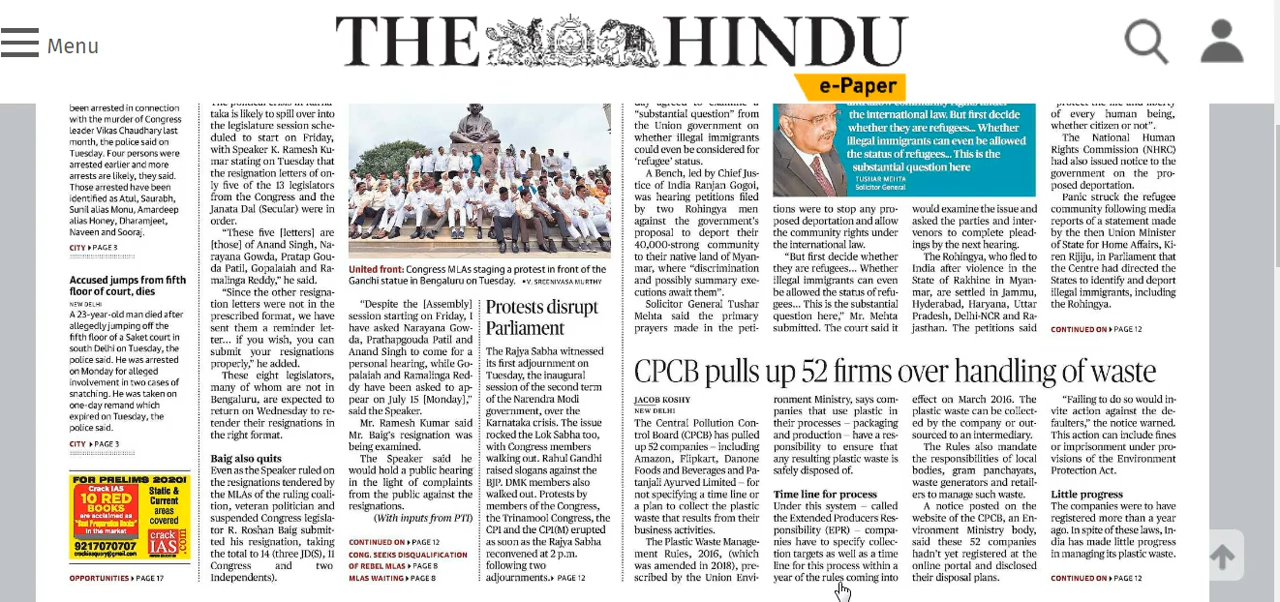 Menu
THE HINDU
e-Paper
been arrested in connection
with the murder of Congress
leader Vikas Chaudhary last
month, the police said on
Tuesday. Four persons were
arrested earlier and more
arrests are likely, they said.
Those arrested have been
identified as Atul, Saurabh,
Sunil alias Monu, Amardeep
alias Honey, Dharamjeet,
Naveen and Sooraj.
CITY PAGE 3
Accused jumps from fifth
floor of court, dies
NEW DELHI
A 23-year-old man died after
allegedly jumping off the
fifth floor of a Saket court in
south Delhi on Tuesday, the
police said. He was arrested
on Monday for alleged
involvement in two cases of
snatching. He was taken on
one-day remand which
expired on Tuesday, the
police said.
CITY PAGE 3
FOR PRELIMS 2020!
Crack IAS
10 RED
BOOKS
are acclaimed as
"Best Preparation Books"
in the market
Static &
Current
areas
covered
9217070707
crack
IAS.com
OPPORTUNITIES PAGE 17
The political crisis in Karna-
taka is likely to spill over into
the legislature session sche-
duled to start on Friday,
with Speaker K. Ramesh Ku-
mar stating on Tuesday that
the resignation letters of on-
ly five of the 13 legislators
from the Congress and the
Janata Dal (Secular) were in
order.
"These five [letters] are
[those] of Anand Singh, Na-
rayana Gowda, Pratap Gou-
da Patil, Gopalaiah and Ra-
malinga Reddy," he said.
"Since the other resigna-
tion letters were not in the
prescribed format, we have
sent them a reminder let-
ter... if you wish, you can
submit your resignations
properly," he added.
These eight legislators,
many of whom are not in
Bengaluru, are expected to
return on Wednesday to re-
tender their resignations in
the right format.
Baig also quits
Even as the Speaker ruled on
the resignations tendered by
the MLAs of the ruling coali-
tion, veteran politician and
suspended Congress legisla-
tor R. Roshan Baig submit-
ted his resignation, taking
the total to 14 (three JD(S), 11
Congress and two
Independents).
United front: Congress MLAs staging a protest in front of the
Gandhi statue in Bengaluru on Tuesday. V. SREENIVASA MURTHY
"Despite the [Assembly]
session starting on Friday, I
have asked Narayana Gow-
da, Prathapgouda Patil and
Anand Singh to come for a
personal hearing, while Go-
palaiah and Ramalinga Red-
dy have been asked to ap-
pear on July 15 [Monday],"
said the Speaker.
Mr. Ramesh Kumar said
Mr. Baig's resignation was
being examined.
The Speaker said he
would hold a public hearing
in the light of complaints
from the public against the
resignations.
(With inputs from PTI)
CONTINUED ON PAGE 12
CONG. SEEKS DISQUALIFICATION
OF REBEL MLAS PAGE 8
MLAS WAITING PAGE 8
Protests disrupt
Parliament
The Rajya Sabha witnessed
its first adjournment on
Tuesday, the inaugural
session of the second term
of the Narendra Modi
government, over the
Karnataka crisis. The issue
rocked the Lok Sabha too,
with Congress members
walking out. Rahul Gandhi
raised slogans against the
BJP. DMK members also
walked out. Protests by
members of the Congress,
the Trinamool Congress, the
CPI and the CPI(M) erupted
as soon as the Rajya Sabha
reconvened at 2 p.m.
following two
adjournments. PAGE 12
day agreed to examine a
"substantial question" from
the Union government on
whether illegal immigrants
could even be considered for
'refugee' status.
A Bench, led by Chief Jus-
tice of India Ranjan Gogoi,
was hearing petitions filed
by two Rohingya men
against the government's
proposal to deport their
40,000-strong community
to their native land of Myan-
mar, where "discrimination
and possibly summary exe-
cutions await them".
Solicitor General Tushar
Mehta said the primary
prayers made in the peti-
and allow community rights under
the international law. But first decide
whether they are refugees... Whether
illegal immigrants can even be allowed
the status of refugees... This is the
substantial question here
TUSHAR MEHTA
Solicitor General
tions were to stop any pro-
posed deportation and allow
the community rights under
the international law.
"But first decide whether
they are refugees... Whether
illegal immigrants can even
be allowed the status of refu-
gees... This is the substantial
question here," Mr. Mehta
submitted. The court said it
would examine the issue and
asked the parties and inter-
venors to complete plead-
ings by the next hearing.
The Rohingya, who fled to
India after violence in the
State of Rakhine in Myan-
mar, are settled in Jammu,
Hyderabad, Haryana, Uttar
Pradesh, Delhi-NCR and Ra-
jasthan. The petitions said
"protect the life and liberty
of every human being,
whether citizen or not".
The National Human
Rights Commission (NHRC)
had also issued notice to the
government on the pro-
posed deportation.
Panic struck the refugee
community following media
reports of a statement made
by the then Union Minister
of State for Home Affairs, Ki-
ren Rijiju, in Parliament that
the Centre had directed the
States to identify and deport
illegal immigrants, including
the Rohingya.
CONTINUED ON PAGE 12
CPCB pulls up 52 firms over handling of waste
JACOB KOSHY
NEW DELHI
The Central Pollution Con-
trol Board (CPCB) has pulled
up 52 companies – including
Amazon, Flipkart, Danone
Foods and Beverages and Pa-
tanjali Ayurved Limited – for
not specifying a time line or
a plan to collect the plastic
waste that results from their
business activities.
The Plastic Waste Manage-
ment Rules, 2016, (which
was amended in 2018), pre-
scribed by the Union Envi-
ronment Ministry, says com-
panies that use plastic in
their processes – packaging
and production – have a res-
ponsibility to ensure that
any resulting plastic waste is
safely disposed of.
Time line for process
Under this system – called
the Extended Producers Res-
ponsibility (EPR) – compa-
nies have to specify collec-
tion targets as well as a time
line for this process within a
year of the rules coming into
effect on March 2016. The
plastic waste can be collect-
ed by the company or out-
sourced to an intermediary.
The Rules also mandate
the responsibilities of local
bodies, gram panchayats,
waste generators and retail-
ers to manage such waste.
A notice posted on the
website of the CPCB, an En-
vironment Ministry body,
said these 52 companies
hadn't yet registered at the
online portal and disclosed
their disposal plans.
"Failing to do so would in-
vite action against the de-
faulters," the notice warned.
This action can include fines
or imprisonment under pro-
visions of the Environment
Protection Act.
Little progress
The companies were to have
registered more than a year
ago. In spite of these laws, In-
dia has made little progress
in managing its plastic waste.
CONTINUED ON PAGE 12